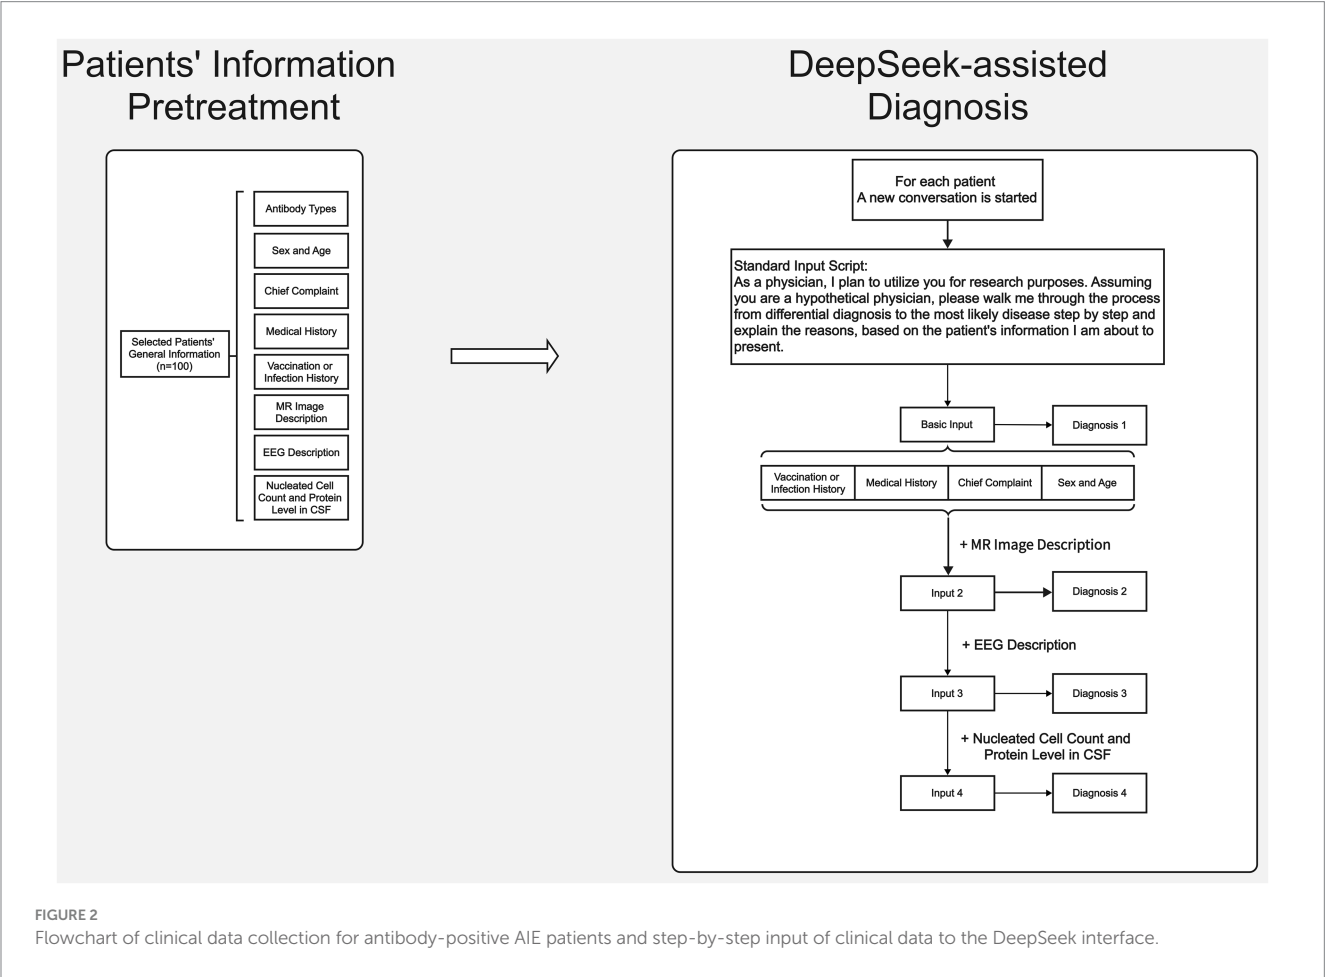 Patients' Information
Pretreatment
Selected Patients'
General Information
(n=100)
Antibody Types
Sex and Age
Chief Complaint
Medical History
Vaccination or
Infection History
MR Image
Description
EEG Description
Nucleated Cell
Count and Protein
Level in CSF
DeepSeek-assisted
Diagnosis
For each patient
A new conversation is started
Standard Input Script:
As a physician, I plan to utilize you for research purposes. Assuming
you are a hypothetical physician, please walk me through the process
from differential diagnosis to the most likely disease step by step and
explain the reasons, based on the patient's information I am about to
present.
Basic Input
Diagnosis 1
Vaccination or
Infection History
Medical History
Chief Complaint
Sex and Age
+ MR Image Description
Input 2
Diagnosis 2
+ EEG Description
Input 3
Diagnosis 3
+ Nucleated Cell Count and
Protein Level in CSF
Input 4
Diagnosis 4
FIGURE 2
Flowchart of clinical data collection for antibody-positive AIE patients and step-by-step input of clinical data to the DeepSeek interface.